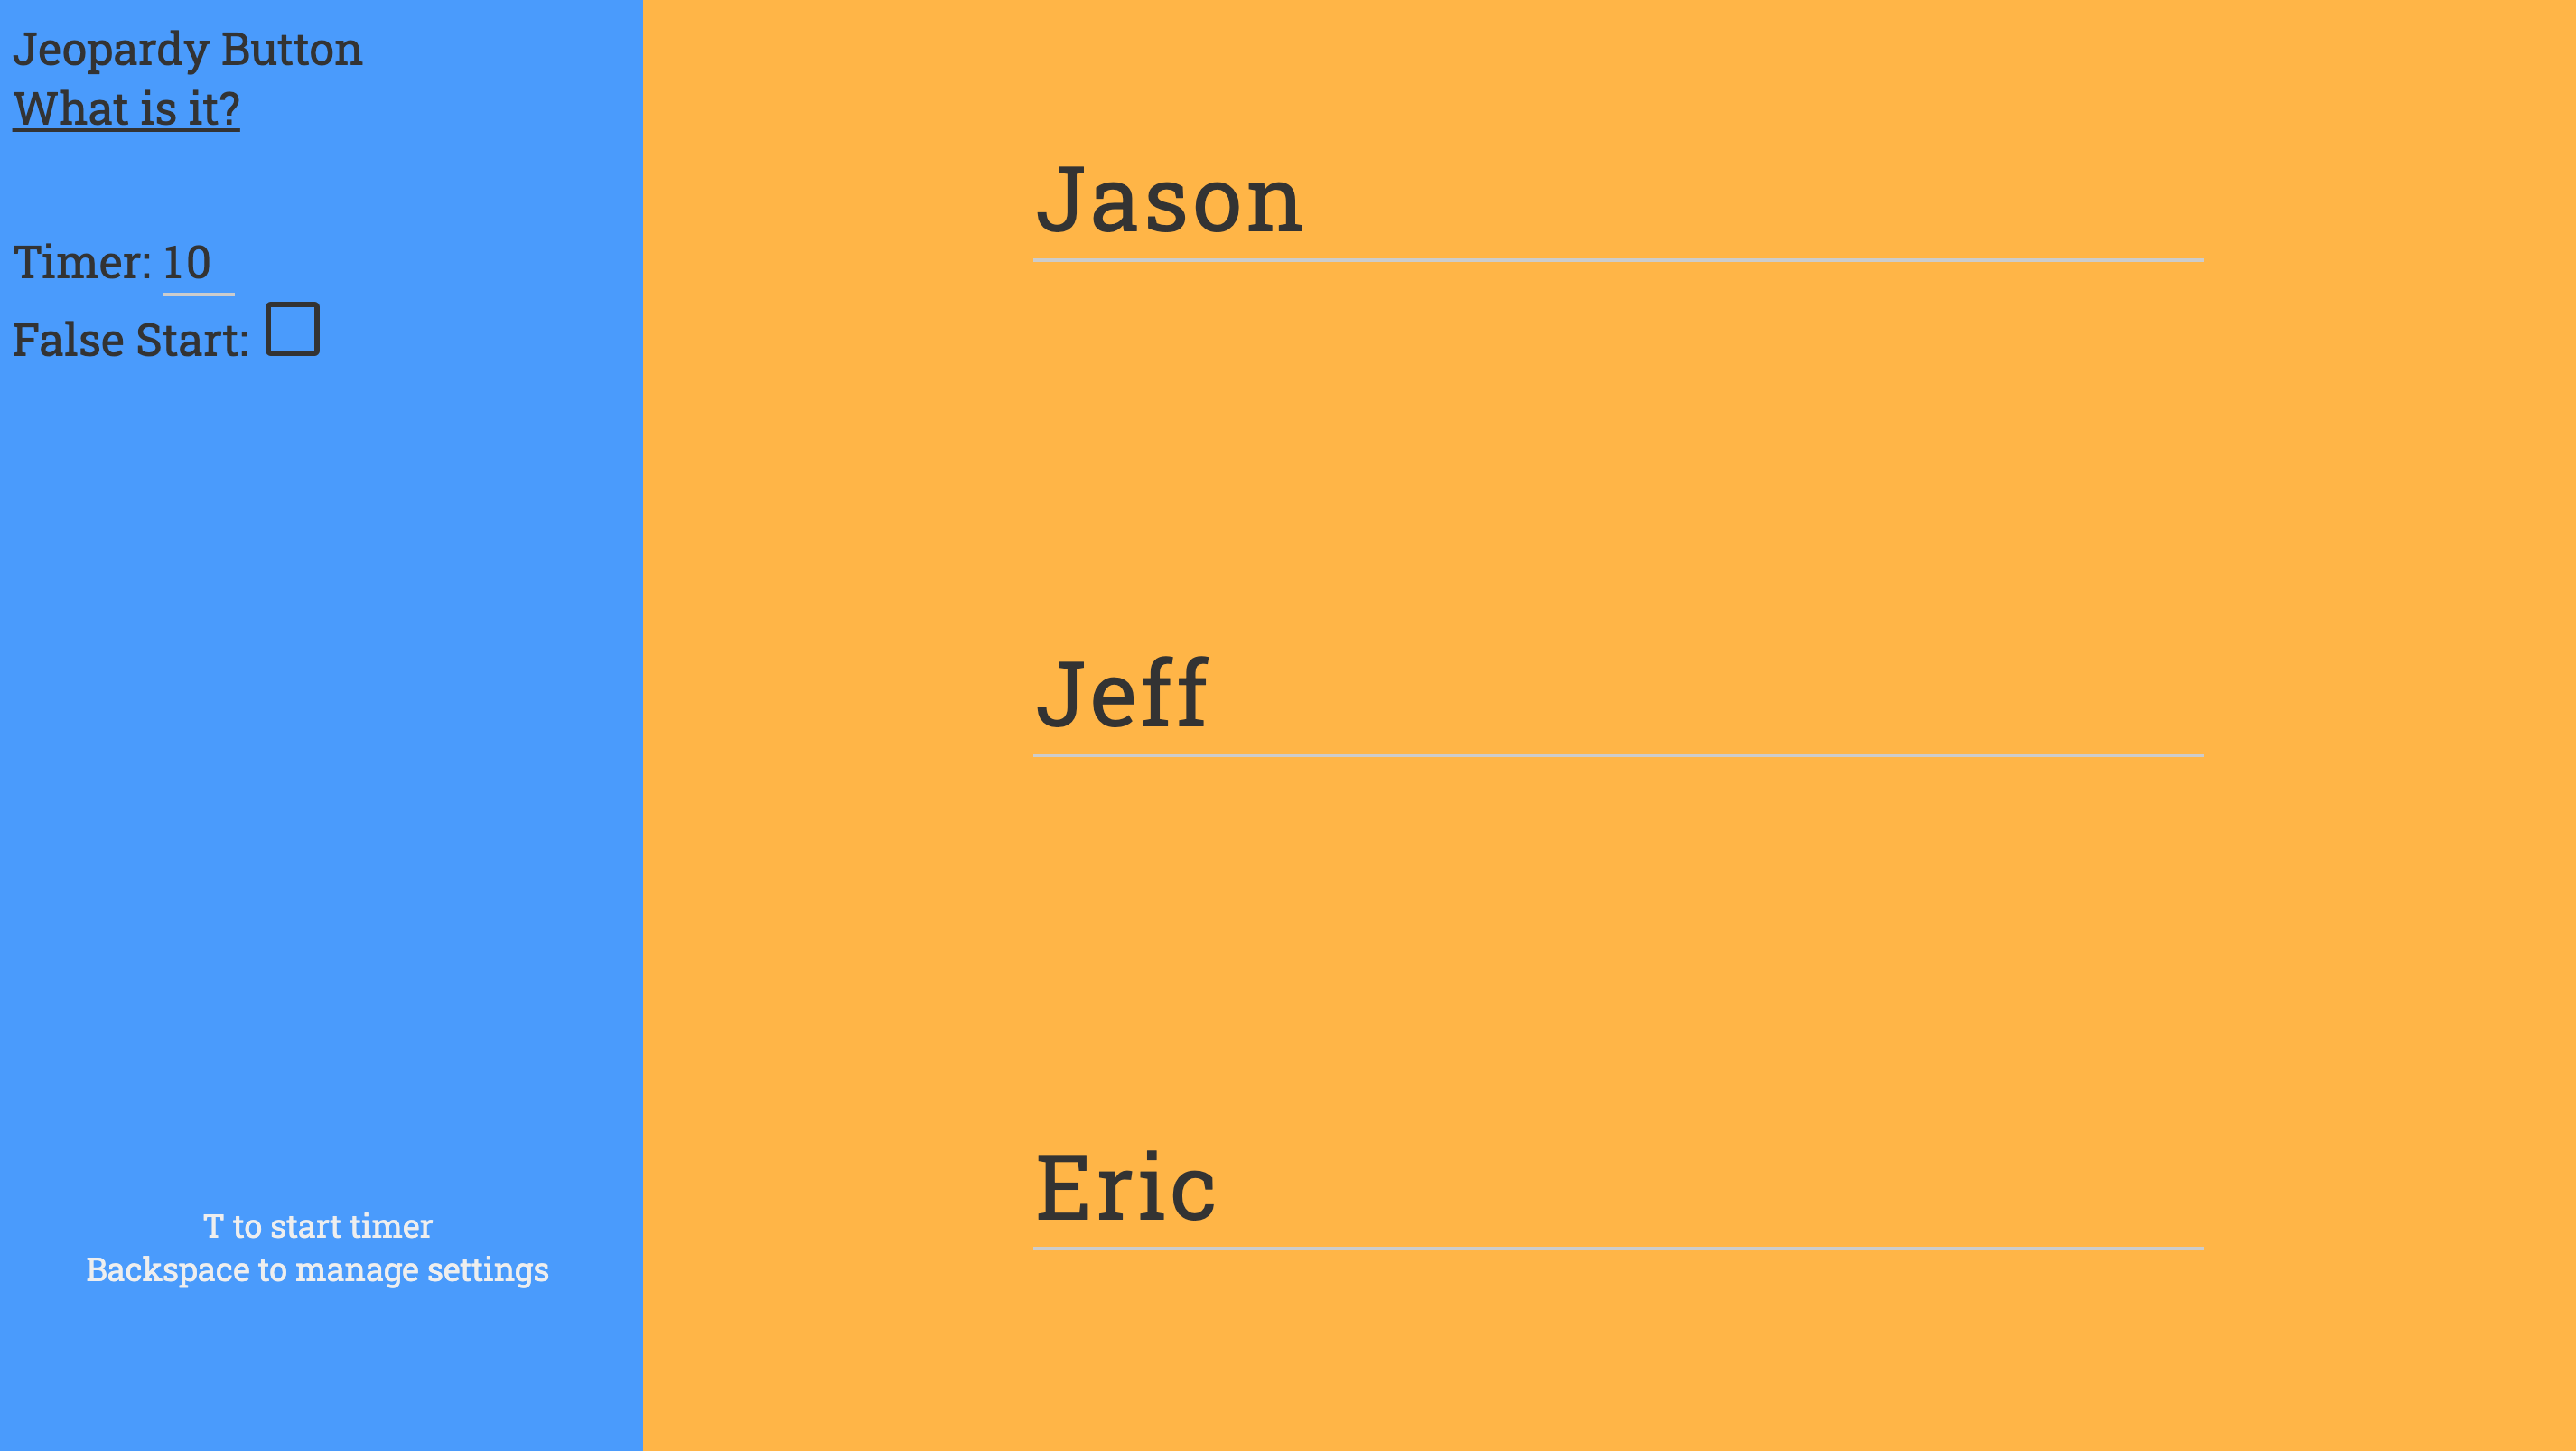 Jeopardy Button
What is it?
Timer: 10
False Start:
T to start timer
Backspace to manage settings
Jason
Jeff
Eric